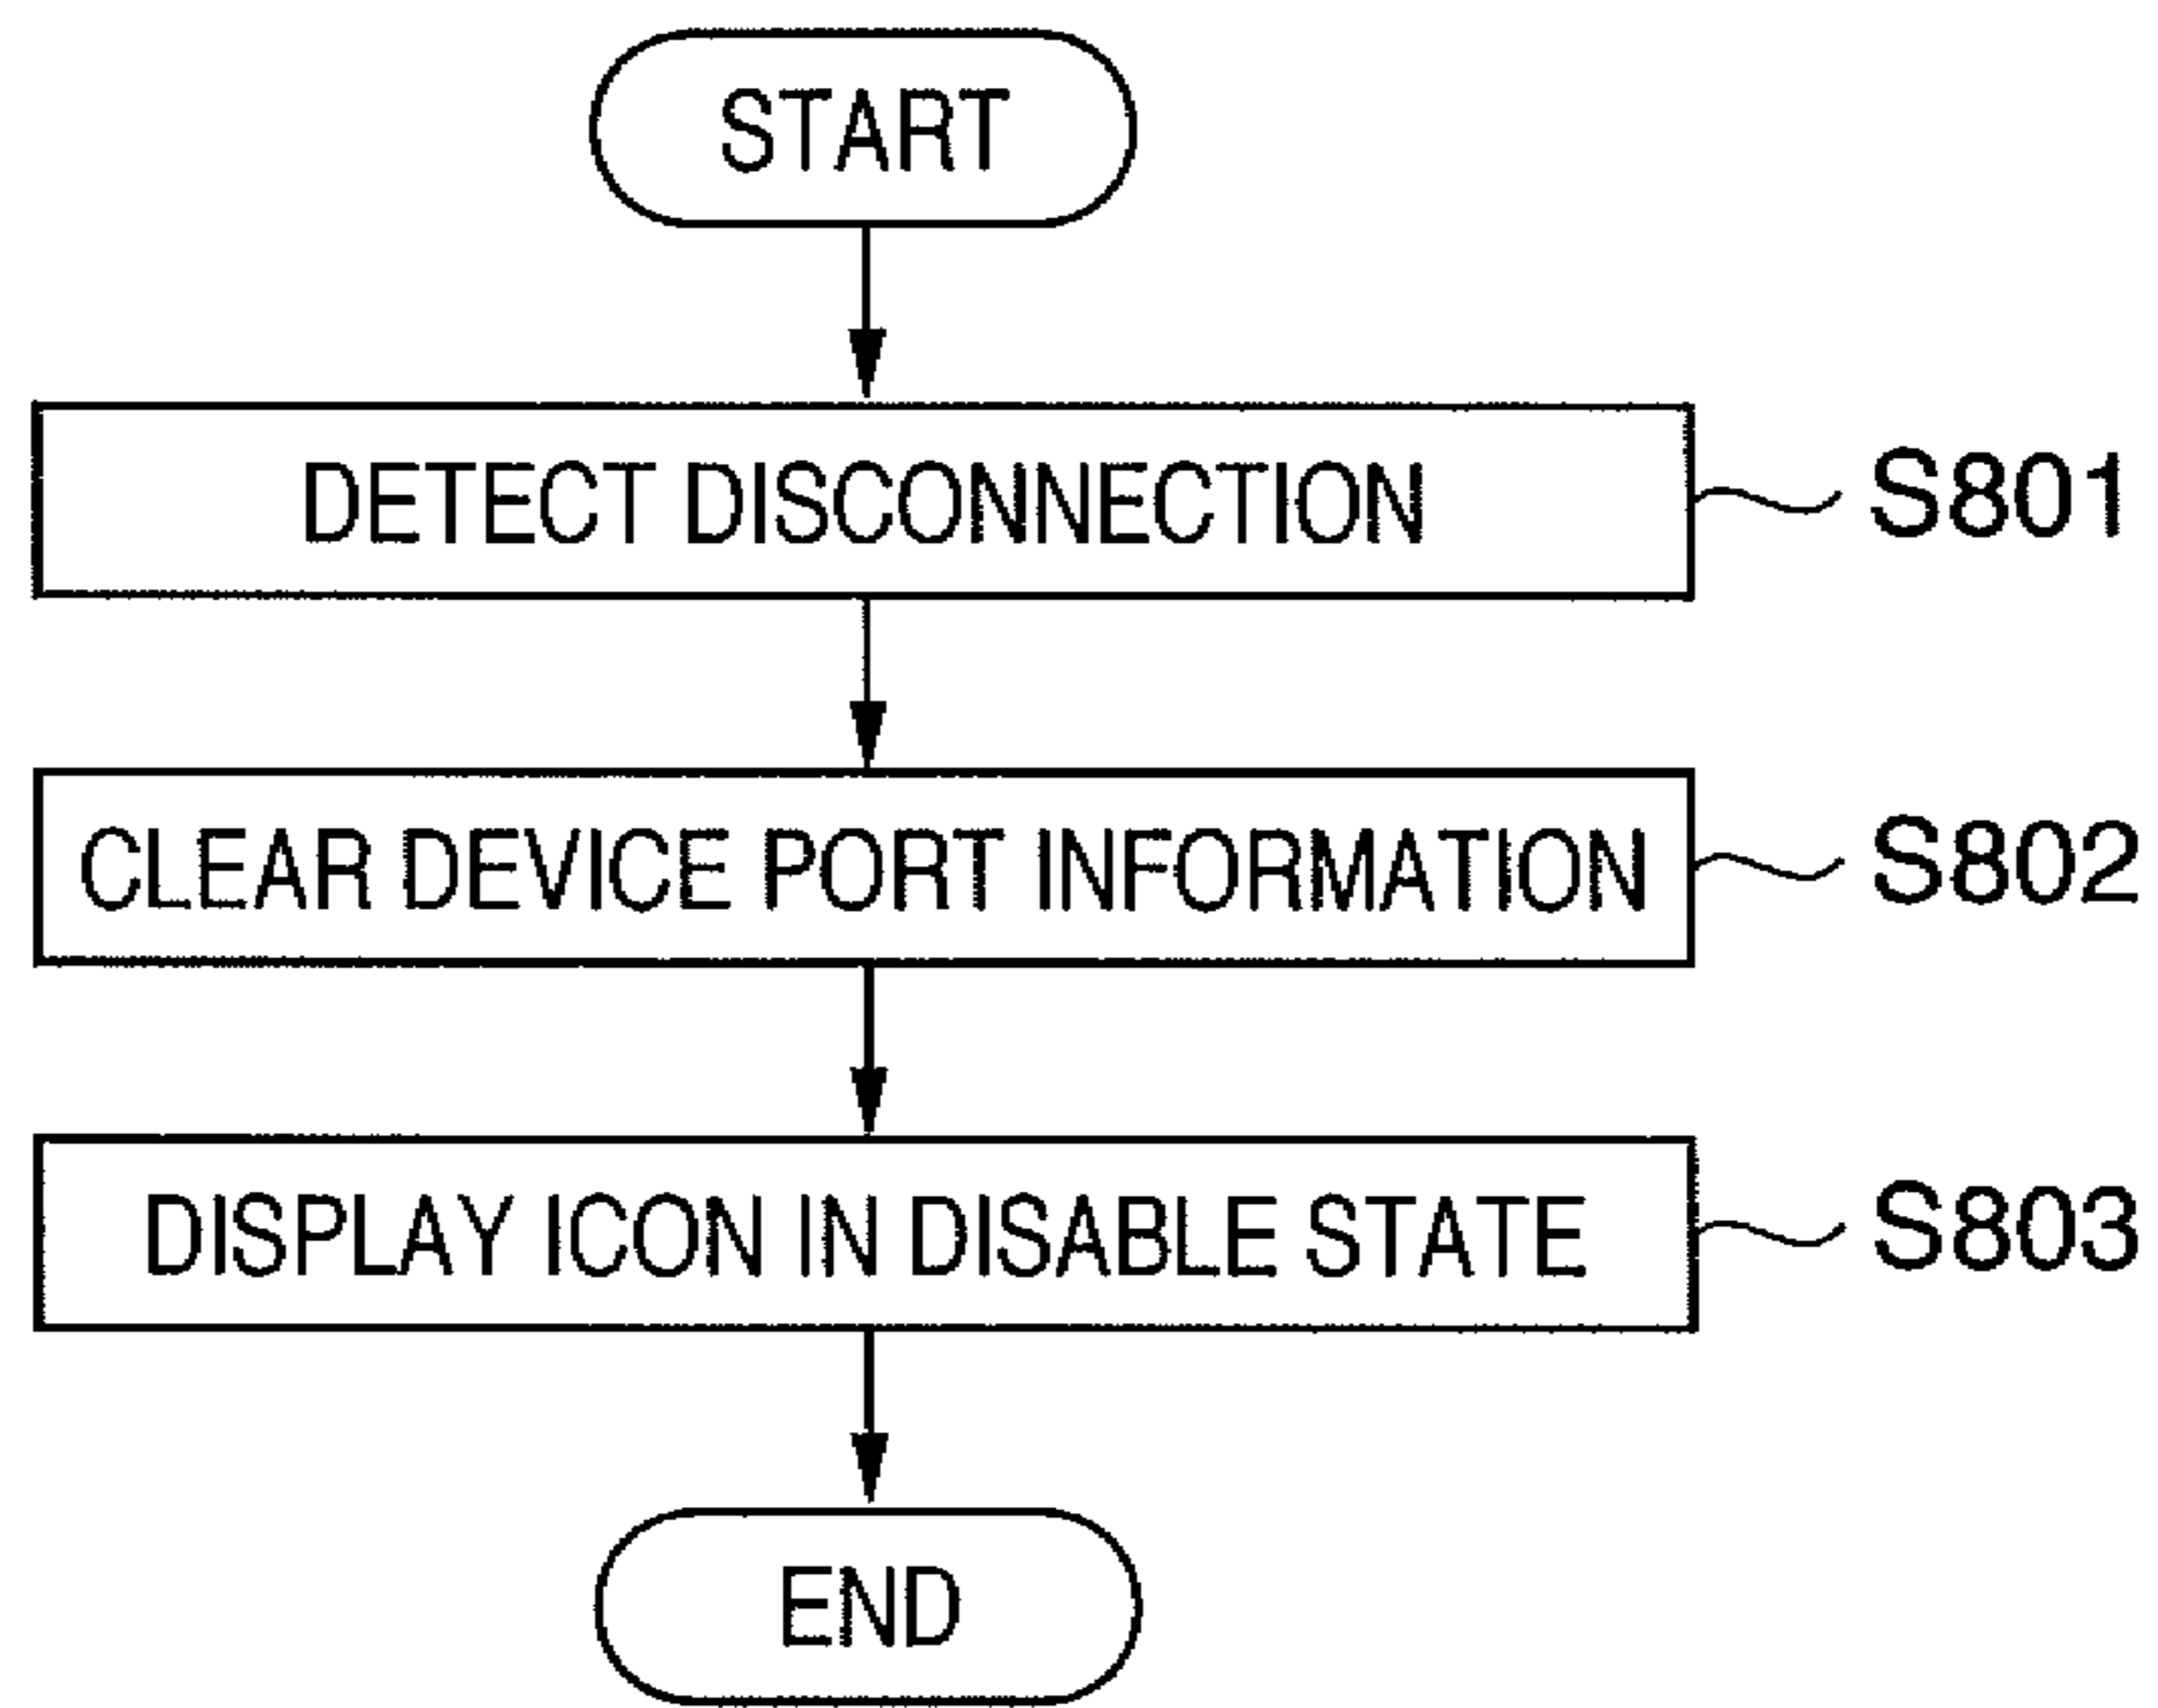 START
DETECT DISCONNECTION S801
CLEAR DEVICE PORT INFORMATION S802
DISPLAY ICON IN DISABLE STATE S803
END